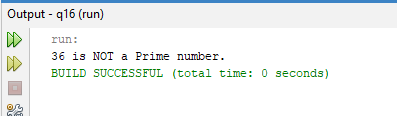 Output - q16 (run)
run:
36 is NOT a Prime number.
BUILD SUCCESSFUL (total time: 0 seconds)